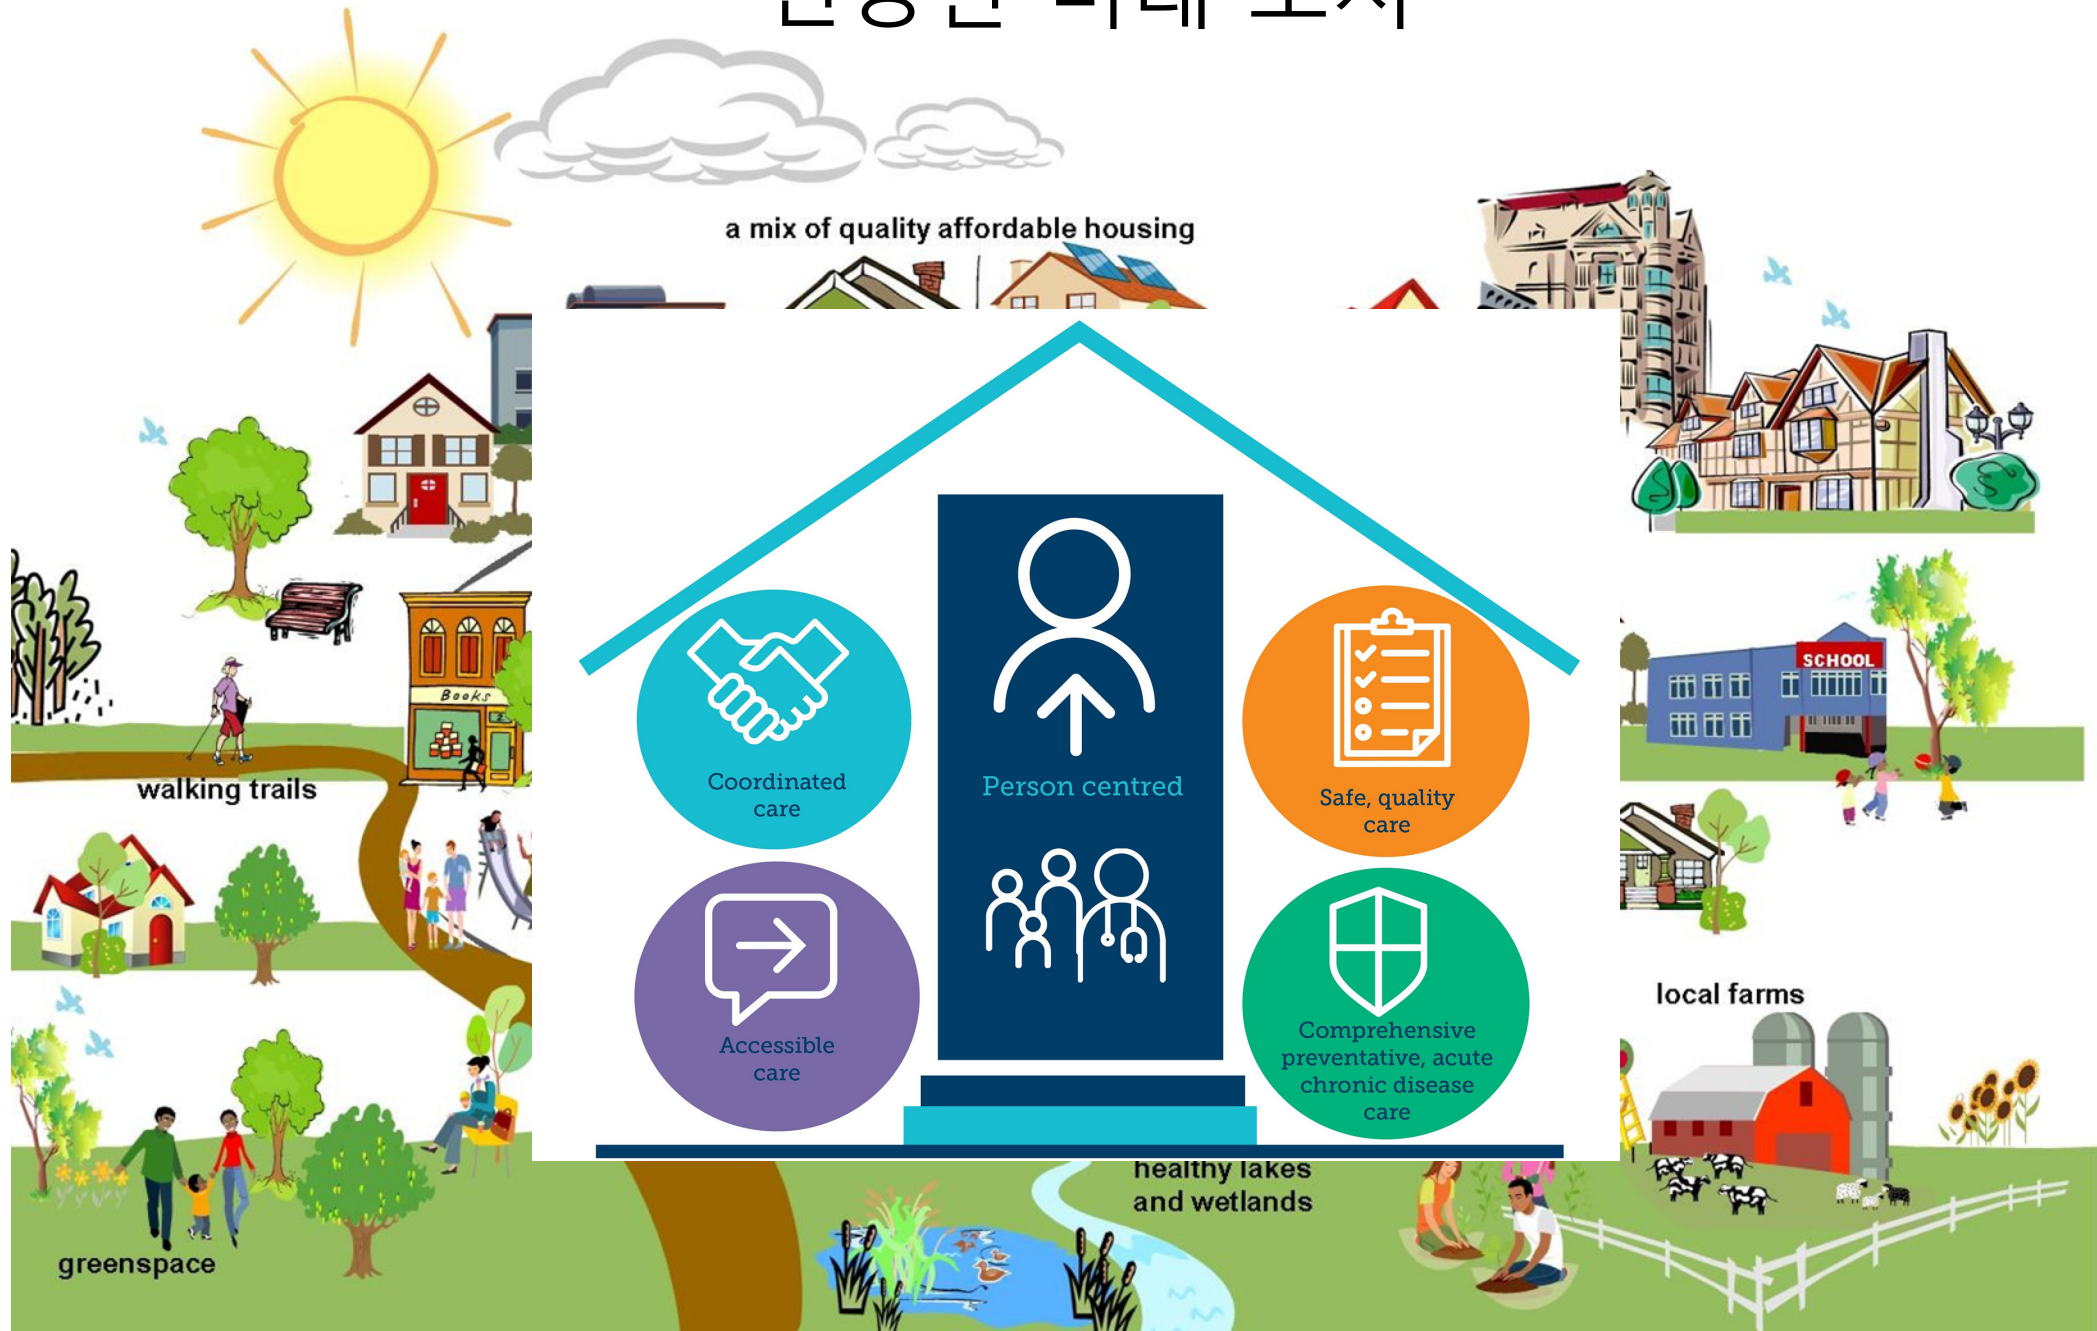 a mix of quality affordable housing
SCHOOL
Books
walking trails
Coordinated
care
Person centred
Safe, quality
care
Accessible
care
Comprehensive
preventative, acute
chronic disease
care
local farms
healthy lakes
and wetlands
greenspace